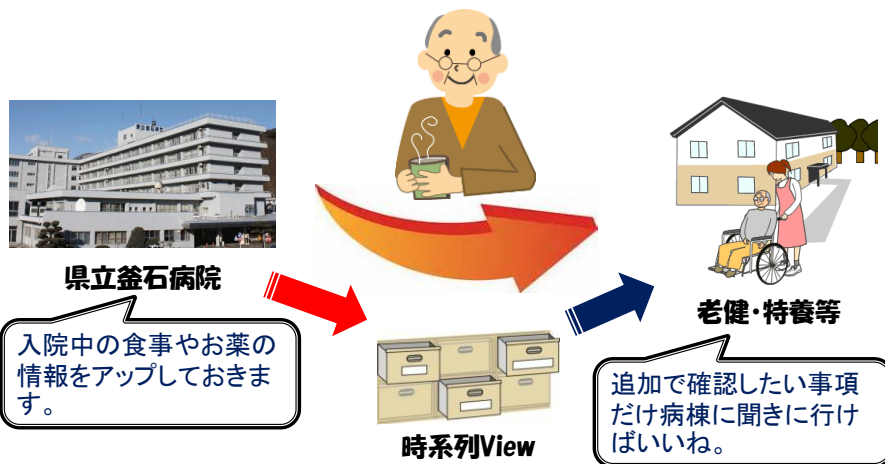 県立釜石病院
入院中の食事やお薬の
情報をアップしておきま
す。
時系列View
老健・特養等
追加で確認したい事項
だけ病棟に聞きに行け
ばいいね。